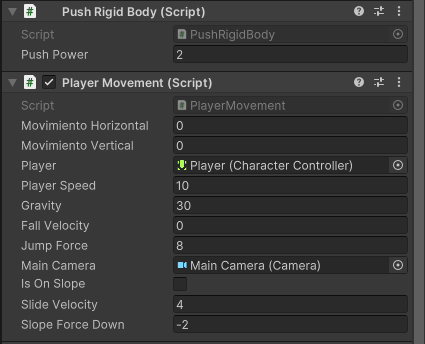 Push Rigid Body (Script)
Script PushRigidBody
Push Power 2
Player Movement (Script)
Script PlayerMovement
Movimiento Horizontal 0
Movimiento Vertical 0
Player Player (Character Controller)
Player Speed 10
Gravity 30
Fall Velocity 0
Jump Force 8
Main Camera Main Camera (Camera)
Is On Slope
Slide Velocity 4
Slope Force Down -2